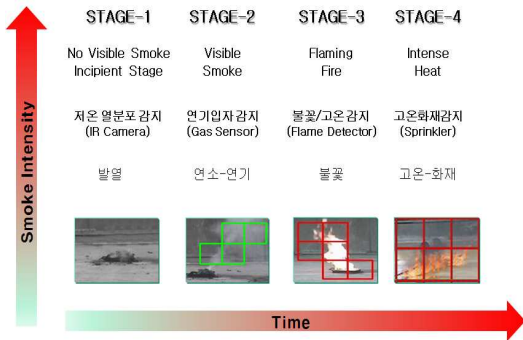 STAGE-1
STAGE-2
STAGE-3
STAGE-4
No Visible Smoke
Incipient Stage
Visible
Smoke
Flaming
Fire
Intense
Heat
저온 열분포 감지
(IR Camera)
연기입자 감지
(Gas Sensor)
불꽃/고온 감지
(Flame Detector)
고온화재감지
(Sprinkler)
발열
연소-연기
불꽃
고온-화재
Smoke Intensity
Time